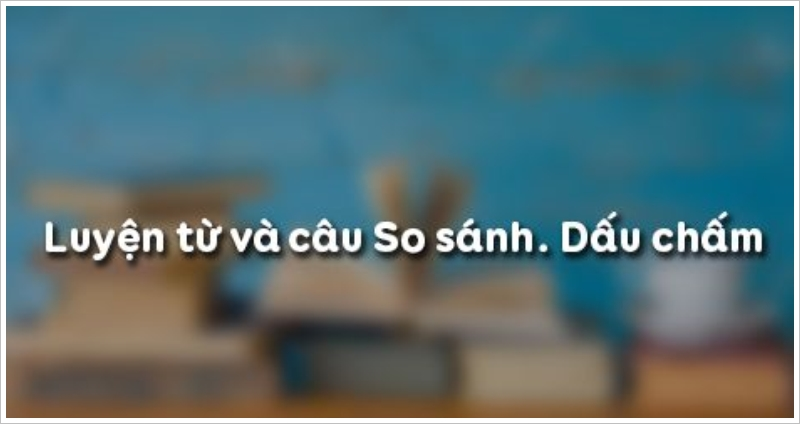 Luyện từ và câu So sánh. Dấu chấm